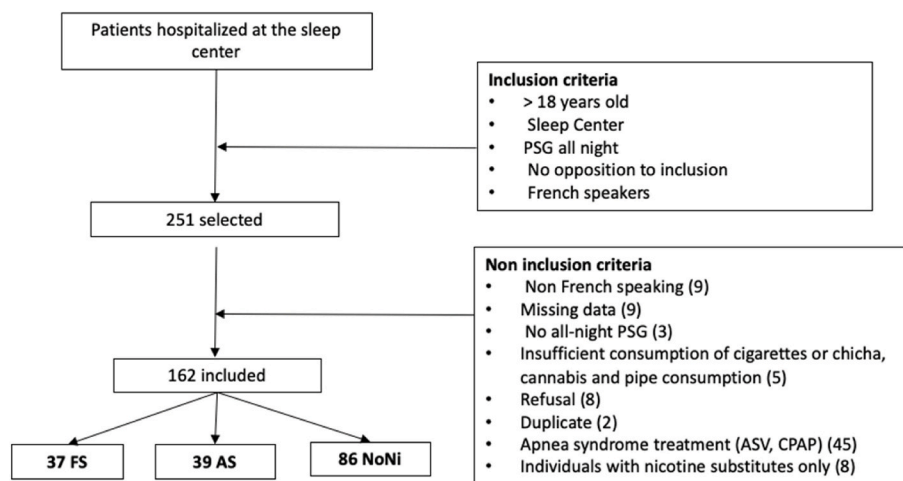 Patients hospitalized at the sleep
center
Inclusion criteria
• > 18 years old
• Sleep Center
• PSG all night
• No opposition to inclusion
• French speakers
251 selected
Non inclusion criteria
• Non French speaking (9)
• Missing data (9)
• No all-night PSG (3)
• Insufficient consumption of cigarettes or chicha,
cannabis and pipe consumption (5)
• Refusal (8)
• Duplicate (2)
• Apnea syndrome treatment (ASV, CPAP) (45)
• Individuals with nicotine substitutes only (8)
162 included
37 FS
39 AS
86 NoNi